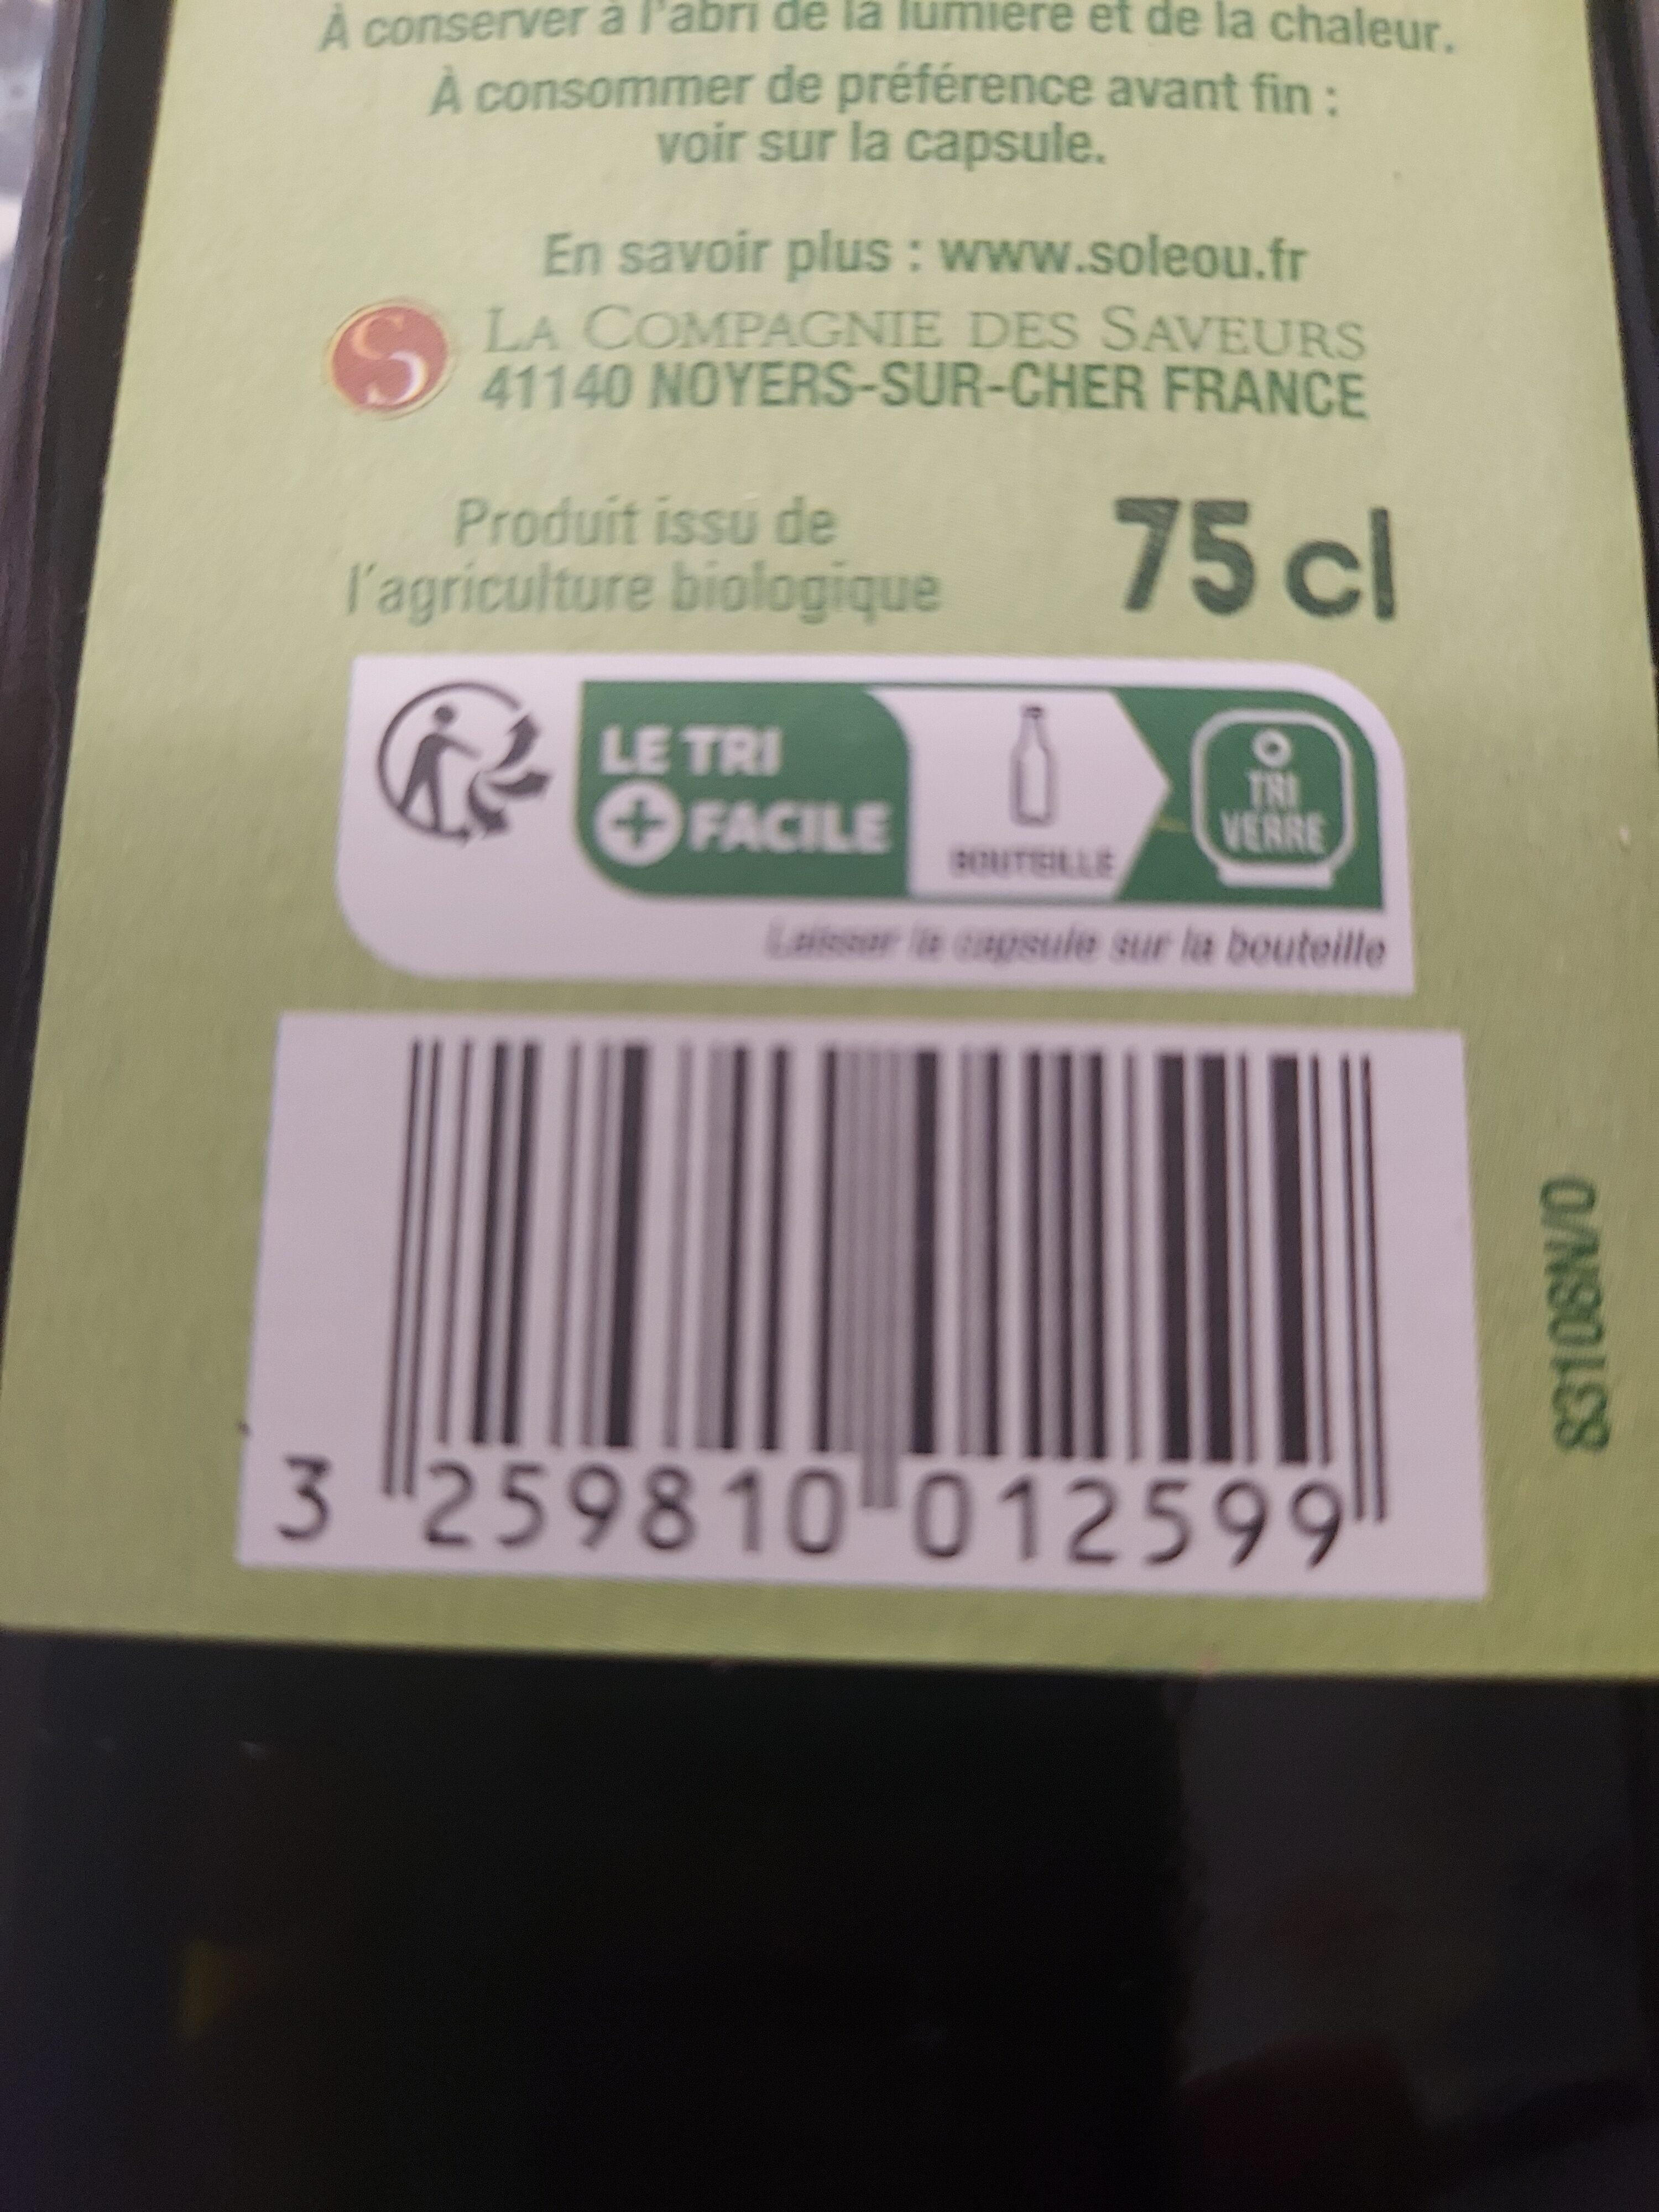 À conserver à l'abri de la lumière et de la chaleur.
À consommer de préférence avant fin :
voir sur la capsule.
En savoir plus : www.soleou.fr
S
LA COMPAGNIE DES SAVEURS
41140 NOYERS-SUR-CHER FRANCE
Produit issu de
l'agriculture biologique
75 cl
LE TRI
+ FACILE
BOUTEILLE
TRI
VERRE
Laisser la capsule sur la bouteille
3 259810 012599
83108N/0